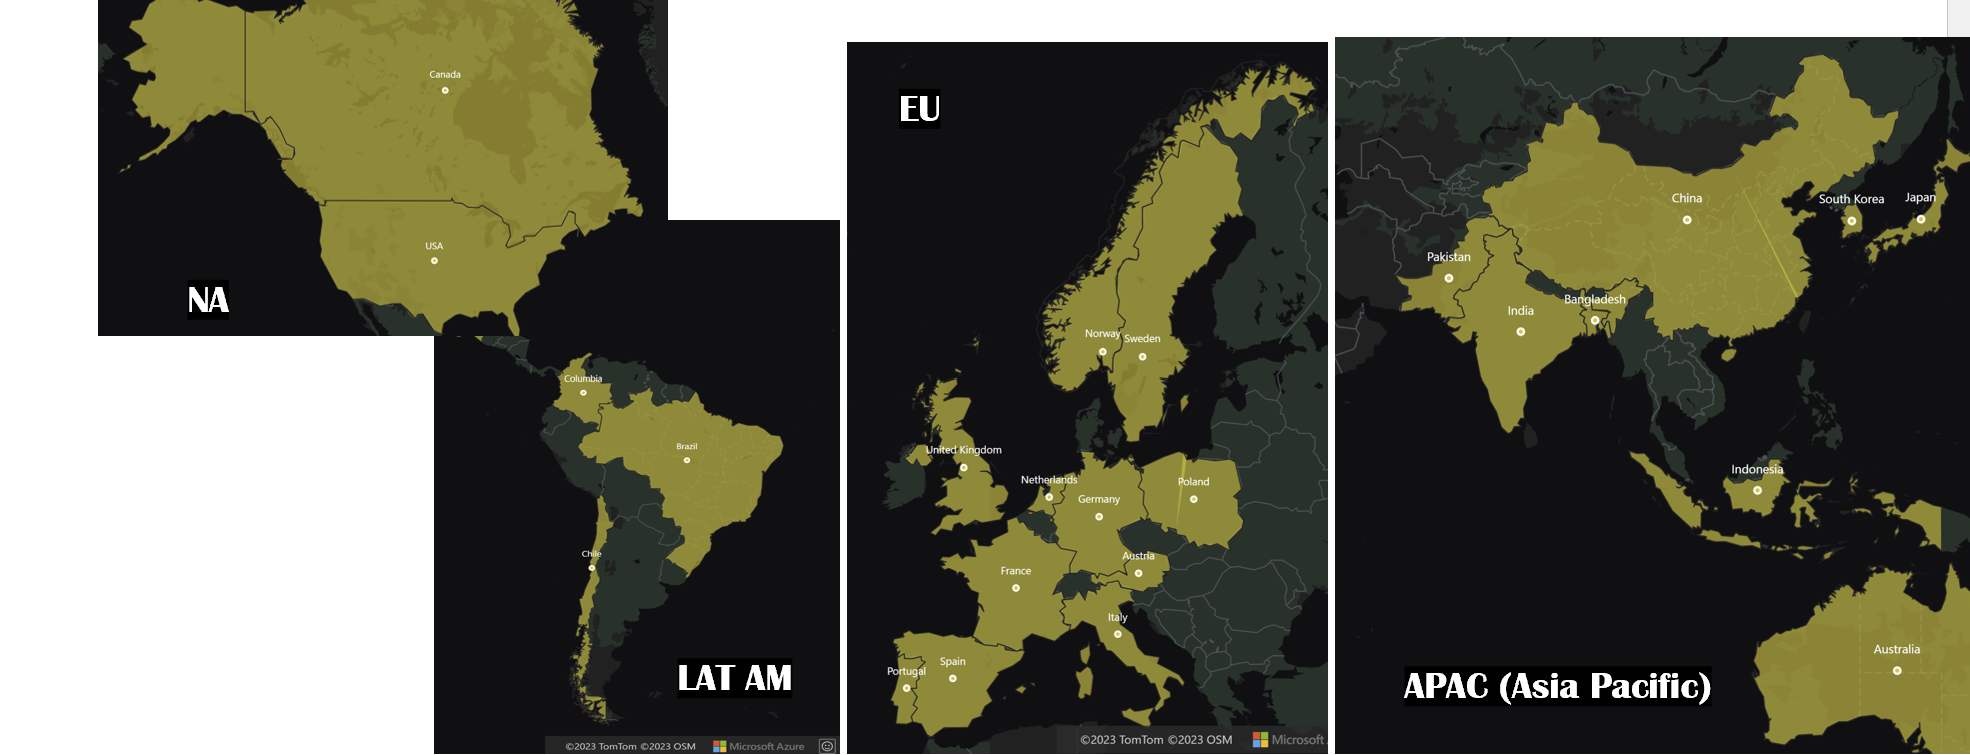 Canada
USA
NA
Columbia
Brazil
Chile
LAT AM
©2023 TomTom ©2023 OSM Microsoft Azure
EU
Norway
Sweden
United Kingdom
Netherlands
Germany
Poland
Austria
France
Italy
Spain
Portugal
©2023 TomTom ©2023 OSM Microsoft
China
South Korea
Japan
Pakistan
Bangladesh
India
Indonesia
Australia
APAC (Asia Pacific)